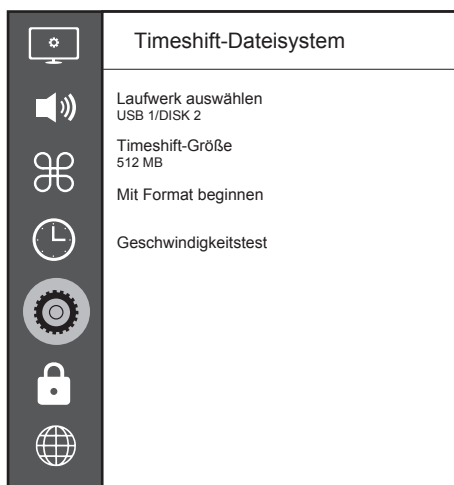 Timeshift-Dateisystem
Laufwerk auswählen
USB 1/DISK 2
Timeshift-Größe
512 MB
Mit Format beginnen
Geschwindigkeitstest